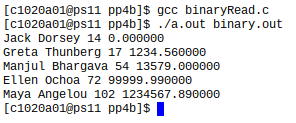 [c1020a01@ps11 pp4b]$ gcc binaryRead.c
[c1020a01@ps11 pp4b]$ ./a.out binary.out
Jack Dorsey 14 0.000000
Greta Thunberg 17 1234.560000
Manjul Bhargava 54 13579.000000
Ellen Ochoa 72 99999.990000
Maya Angelou 102 1234567.890000
[c1020a01@ps11 pp4b]$